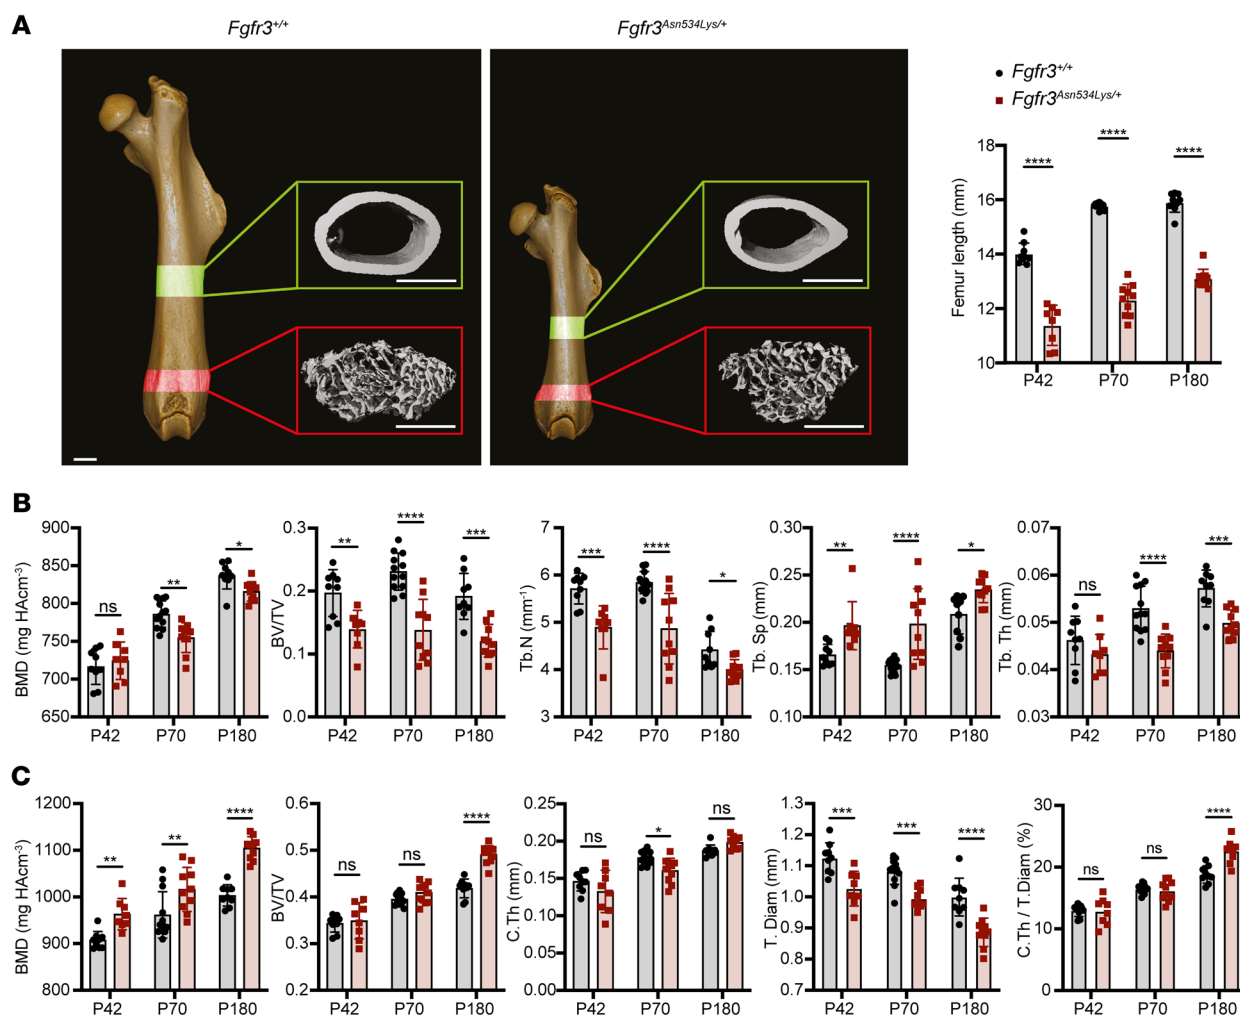 A
Fgfr3+/+
Fgfr3Asn534Lys/+
Fgfr3+/+
Fgfr3Asn534Lys/+
Femur length (mm)
18
16
14
12
10
****
****
****
P42 P70 P180
B
BMD (mg HAcm-3)
900
850
800
750
700
650
ns
**
*
P42 P70 P180
BV/TV
0.3
0.2
0.1
0.0
**
****
***
P42 P70 P180
Tb.N (mm-1)
7
6
5
4
3
***
****
*
P42 P70 P180
Tb. Sp (mm)
0.30
0.25
0.20
0.15
0.10
**
****
*
P42 P70 P180
Tb. Th (mm)
0.07
0.06
0.05
0.04
0.03
ns
****
***
P42 P70 P180
C
BMD (mg HAcm-3)
1200
1100
1000
900
800
**
**
****
P42 P70 P180
BV/TV
0.6
0.5
0.4
0.3
0.2
ns
ns
****
P42 P70 P180
C.Th (mm)
0.25
0.20
0.15
0.10
0.05
0.00
ns
*
ns
P42 P70 P180
T. Diam (mm)
1.3
1.2
1.1
1.0
0.9
0.8
0.7
***
***
****
P42 P70 P180
C.Th / T.Diam (%)
30
20
10
0
ns
ns
****
P42 P70 P180